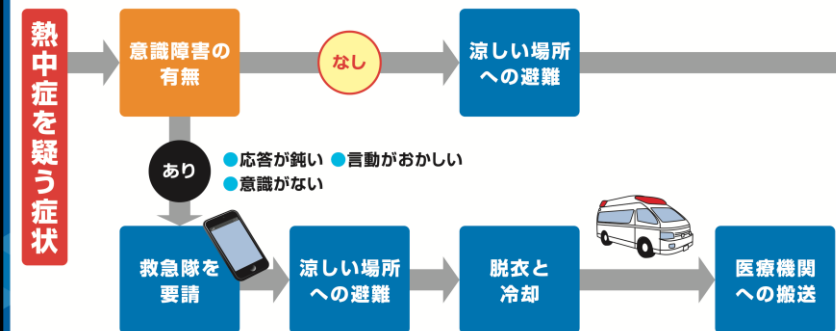 熱中症を疑う症状
意識障害の
有無
なし
涼しい場所
への避難
あり
●応答が鈍い ●言動がおかしい
●意識がない
救急隊を
要請
涼しい場所
への避難
脱衣と
冷却
医療機関
への搬送